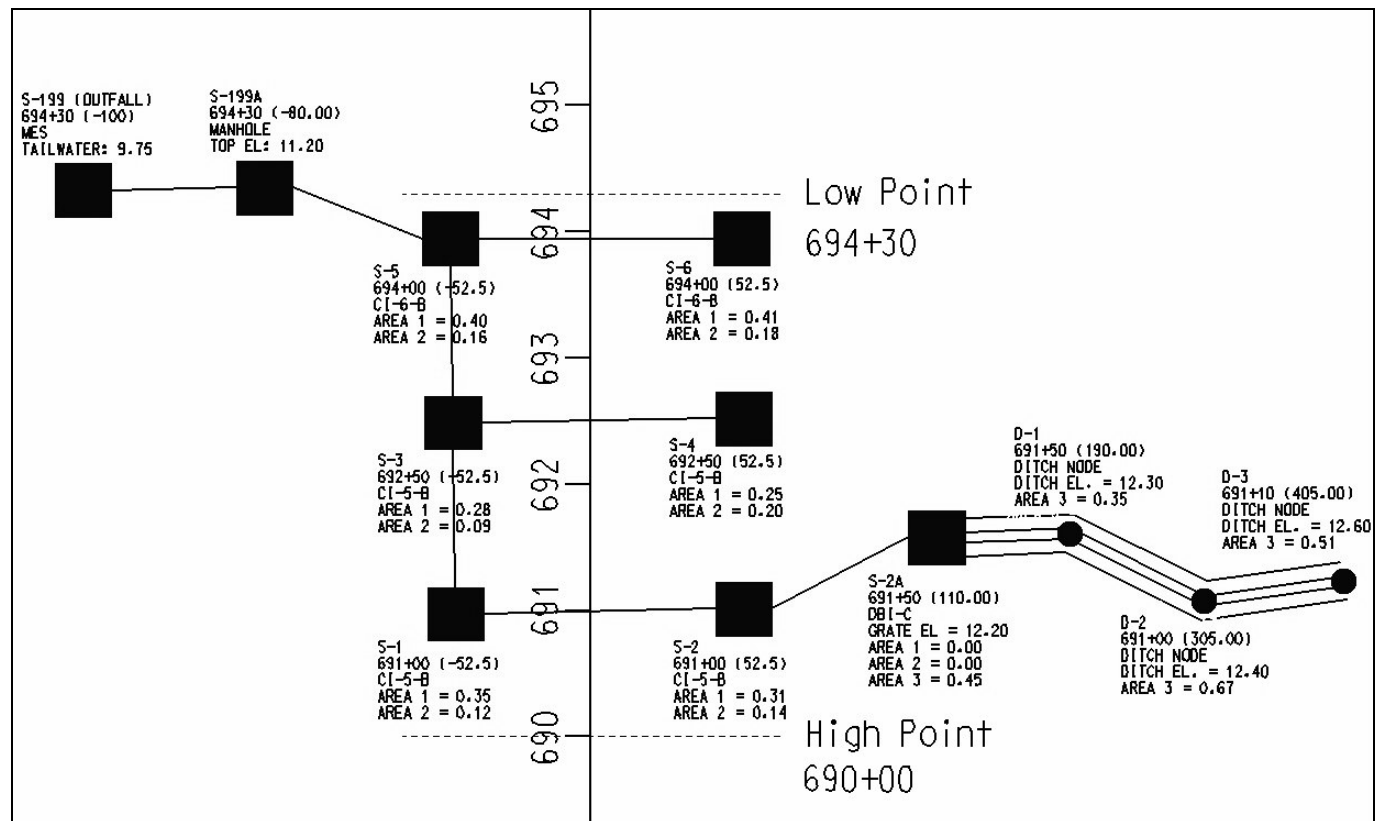 S-199 (OUTFALL)
694+30 (-100)
MES
TAILWATER: 9.75
S-199A
694+30 (-80.00)
MANHOLE
TOP EL: 11.20
695
Low Point
694+30
694
S-5
694+00 (-52.5)
CI-6-B
AREA 1 = 0.40
AREA 2 = 0.16
S-6
694+00 (52.5)
CI-6-B
AREA 1 = 0.41
AREA 2 = 0.18
693
S-3
692+50 (-52.5)
CI-5-B
AREA 1 = 0.28
AREA 2 = 0.09
S-4
692+50 (52.5)
CI-5-B
AREA 1 = 0.25
AREA 2 = 0.20
692
D-1
691+50 (190.00)
DITCH NODE
DITCH EL. = 12.30
AREA 3 = 0.35
D-3
691+10 (405.00)
DITCH NODE
DITCH EL. = 12.60
AREA 3 = 0.51
S-2A
691+50 (110.00)
DBI-C
GRATE EL = 12.20
AREA 1 = 0.00
AREA 2 = 0.00
AREA 3 = 0.45
D-2
691+00 (305.00)
DITCH NODE
DITCH EL. = 12.40
AREA 3 = 0.67
691
S-1
691+00 (-52.5)
CI-5-B
AREA 1 = 0.35
AREA 2 = 0.12
S-2
691+00 (52.5)
CI-5-B
AREA 1 = 0.31
AREA 2 = 0.14
690
High Point
690+00